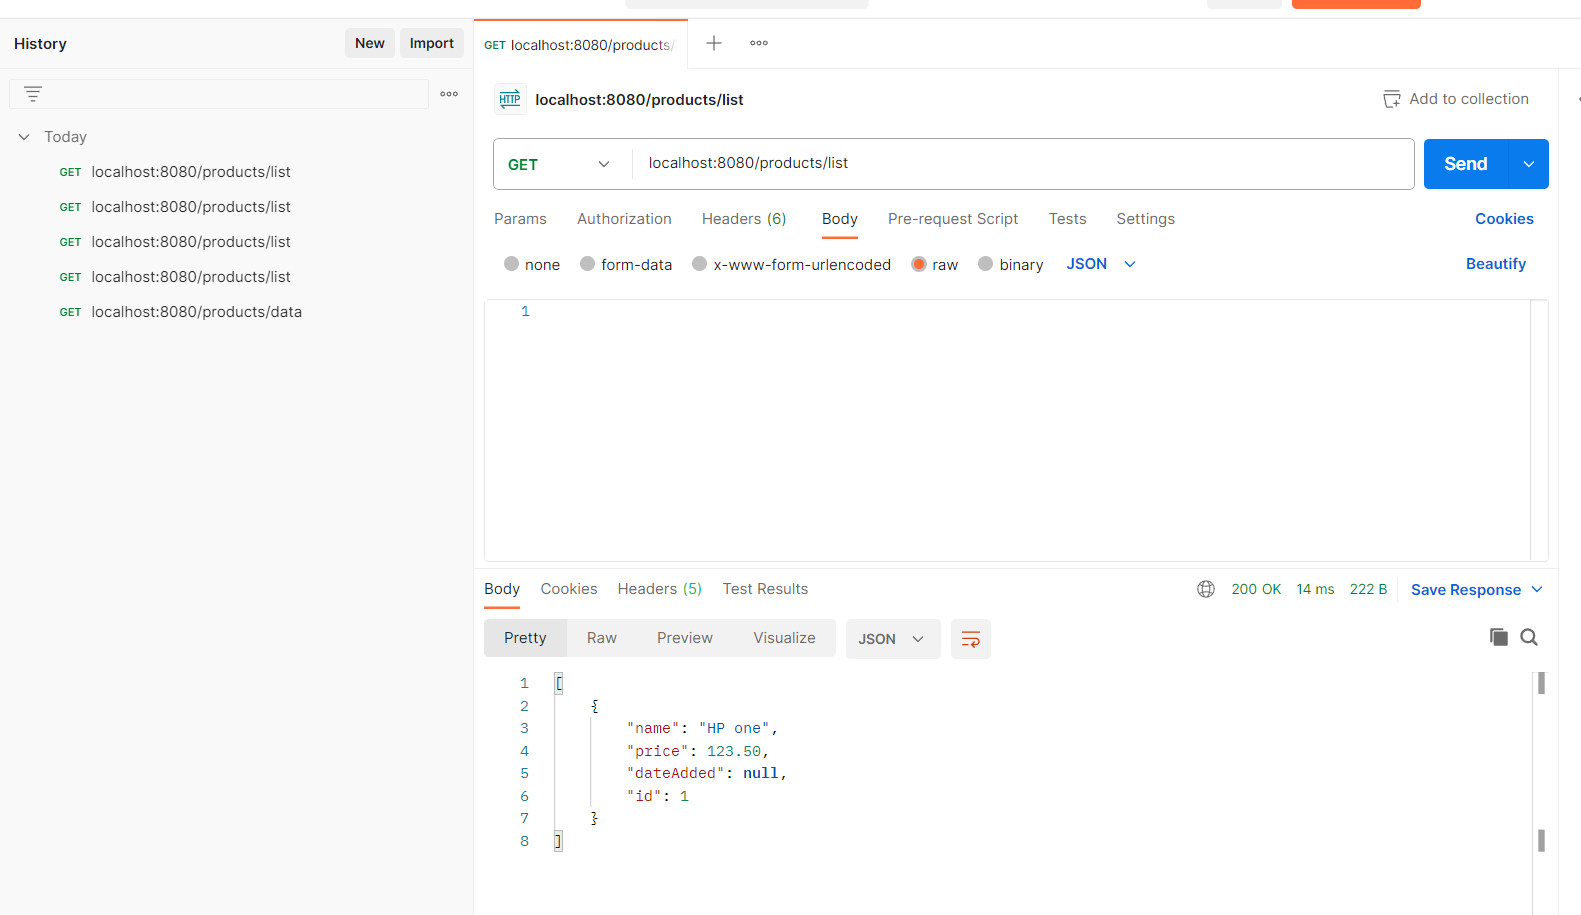 History
New
Import
Today
GET localhost:8080/products/list
GET localhost:8080/products/list
GET localhost:8080/products/list
GET localhost:8080/products/list
GET localhost:8080/products/data
GET localhost:8080/products/
HTTP localhost:8080/products/list
Add to collection
GET localhost:8080/products/list
Send
Params Authorization Headers (6) Body Pre-request Script Tests Settings Cookies
none form-data x-www-form-urlencoded raw binary JSON Beautify
1
Body Cookies Headers (5) Test Results 200 OK 14 ms 222 B Save Response
Pretty Raw Preview Visualize JSON
1 [
2 {
3 "name": "HP one",
4 "price": 123.50,
5 "dateAdded": null,
6 "id": 1
7 }
8 ]